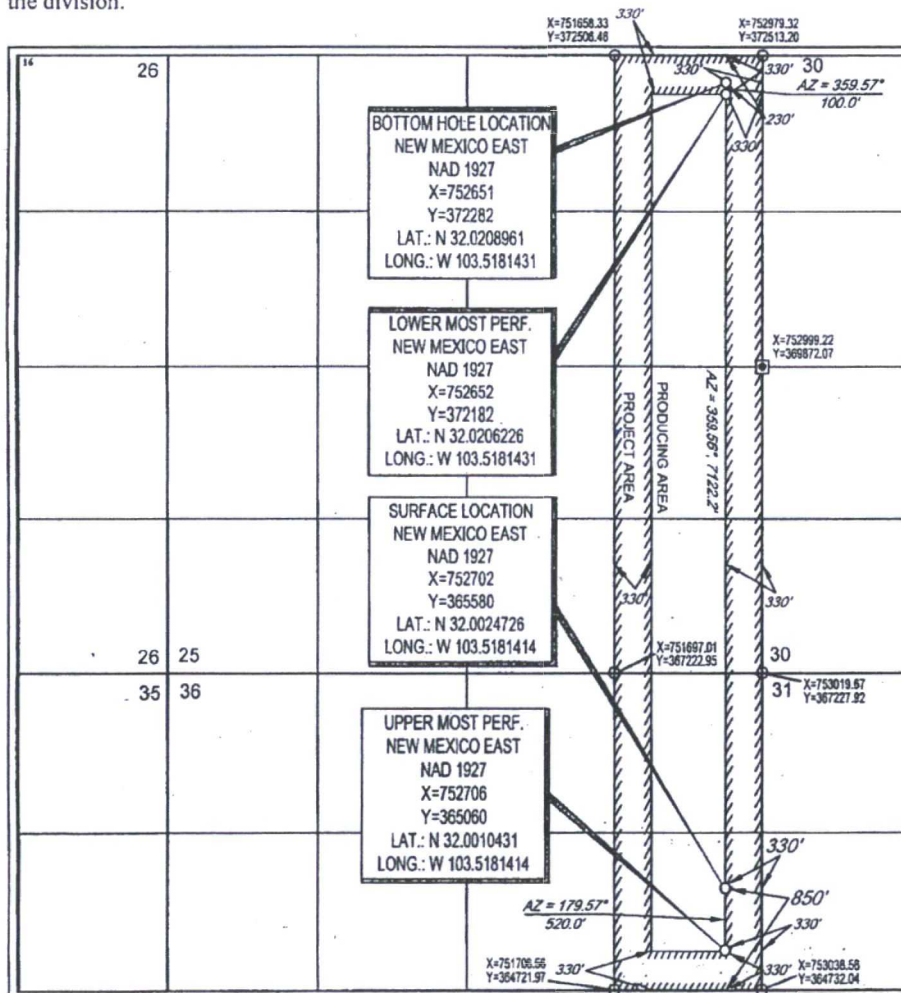 the division.
X=751658.33
Y=372508.48
330'
X=752979.32
Y=372513.20
16
26
330'
330'
30
AZ = 359.57°
100.0'
230'
330'
BOTTOM HOLE LOCATION
NEW MEXICO EAST
NAD 1927
X=752651
Y=372282
LAT.: N 32.0208961
LONG.: W 103.5181431
LOWER MOST PERF.
NEW MEXICO EAST
NAD 1927
X=752652
Y=372182
LAT.: N 32.0206226
LONG.: W 103.5181431
X=752999.22
Y=369872.07
PROJECT AREA
PRODUCING AREA
AZ = 359.56°, 7122.2'
SURFACE LOCATION
NEW MEXICO EAST
NAD 1927
X=752702
Y=365580
LAT.: N 32.0024726
LONG.: W 103.5181414
330'
330'
26 25
35 36
X=751697.01
Y=367222.95
30
31
X=753019.57
Y=367227.92
UPPER MOST PERF.
NEW MEXICO EAST
NAD 1927
X=752706
Y=365060
LAT.: N 32.0010431
LONG.: W 103.5181414
330'
850'
AZ = 179.57°
520.0'
330'
X=751706.56
Y=364721.97
330'
330'
X=753038.58
Y=364732.04